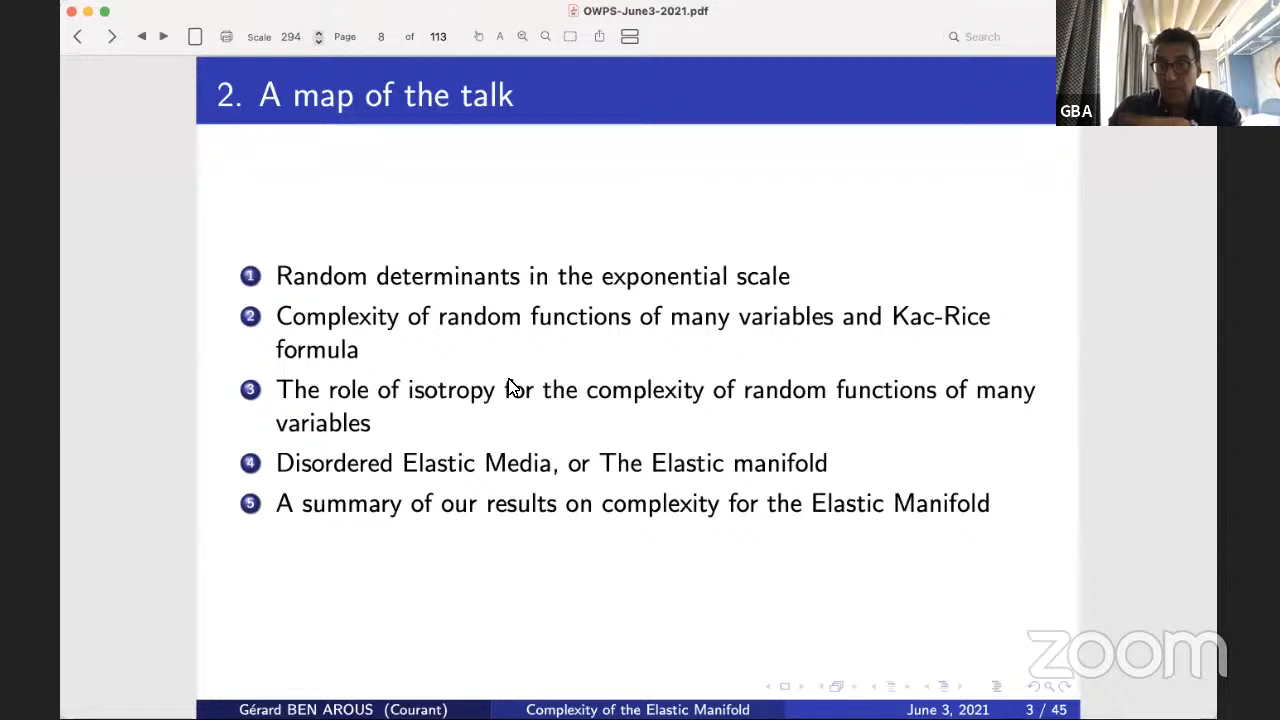 OWPS-June3-2021.pdf
Scale 294 Page 8 of 113 A Search
2. A map of the talk
GBA
1 Random determinants in the exponential scale
2 Complexity of random functions of many variables and Kac-Rice
formula
3 The role of isotropy for the complexity of random functions of many
variables
4 Disordered Elastic Media, or The Elastic manifold
5 A summary of our results on complexity for the Elastic Manifold
zoom
Gérard BEN AROUS (Courant) Complexity of the Elastic Manifold June 3, 2021 3 / 45